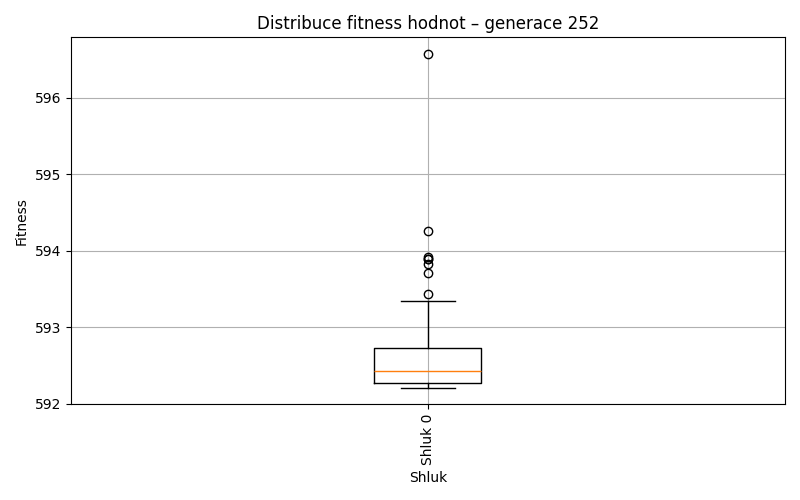 Distribuce fitness hodnot – generace 252
596
595
594
593
592
Fitness
Shluk 0
Shluk